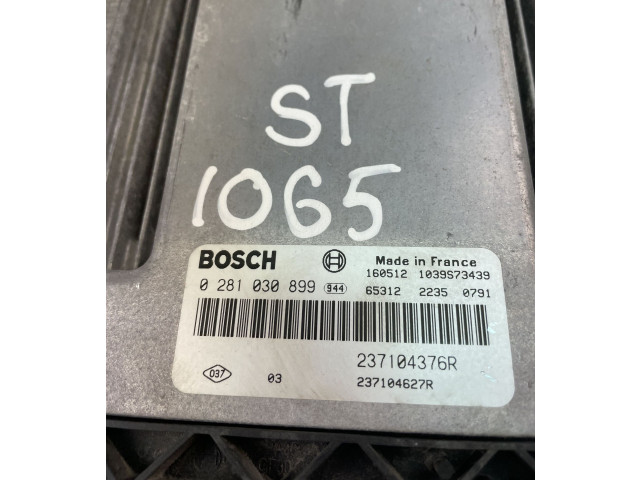 ST
1065
BOSCH
Made in France
160512 1039S73439
0 281 030 899 944 65312 2235 0791
237104376R
037 03 237104627R